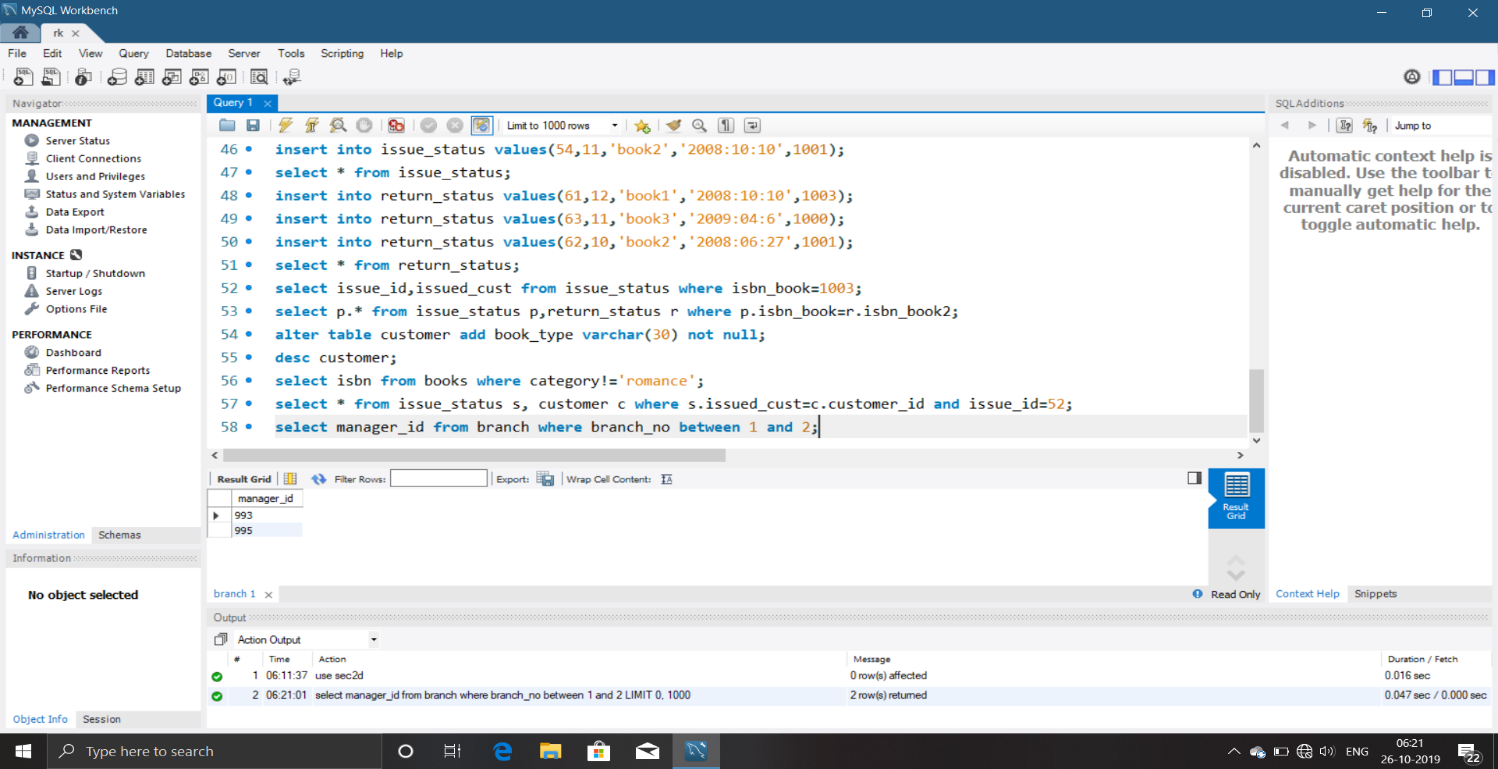 MySQL Workbench
rk
File Edit View Query Database Server Tools Scripting Help
Navigator
MANAGEMENT
Server Status
Client Connections
Users and Privileges
Status and System Variables
Data Export
Data Import/Restore
INSTANCE
Startup / Shutdown
Server Logs
Options File
PERFORMANCE
Dashboard
Performance Reports
Performance Schema Setup
Administration Schemas
Information
No object selected
Object Info Session
Query 1
Limit to 1000 rows
46 insert into issue_status values(54,11,'book2','2008:10:10',1001);
47 select * from issue_status;
48 insert into return_status values(61,12,'book1','2008:10:10',1003);
49 insert into return_status values(63,11,'book3','2009:04:6',1000);
50 insert into return_status values(62,10,'book2','2008:06:27',1001);
51 select * from return_status;
52 select issue_id,issued_cust from issue_status where isbn_book=1003;
53 select p.* from issue_status p,return_status r where p.isbn_book=r.isbn_book2;
54 alter table customer add book_type varchar(30) not null;
55 desc customer;
56 select isbn from books where category!='romance';
57 select * from issue_status s, customer c where s.issued_cust=c.customer_id and issue_id=52;
58 select manager_id from branch where branch_no between 1 and 2;
Result Grid Filter Rows: Export: Wrap Cell Content:
manager_id
993
995
Result
Grid
branch 1
Read Only
SQLAdditions
Jump to
Automatic context help is
disabled. Use the toolbar t
manually get help for the
current caret position or to
toggle automatic help.
Context Help Snippets
Output
Action Output
# Time Action Message Duration / Fetch
1 06:11:37 use sec2d 0 row(s) affected 0.016 sec
2 06:21:01 select manager_id from branch where branch_no between 1 and 2 LIMIT 0, 1000 2 row(s) returned 0.047 sec / 0.000 sec
Type here to search
ENG
06:21
26-10-2019
22